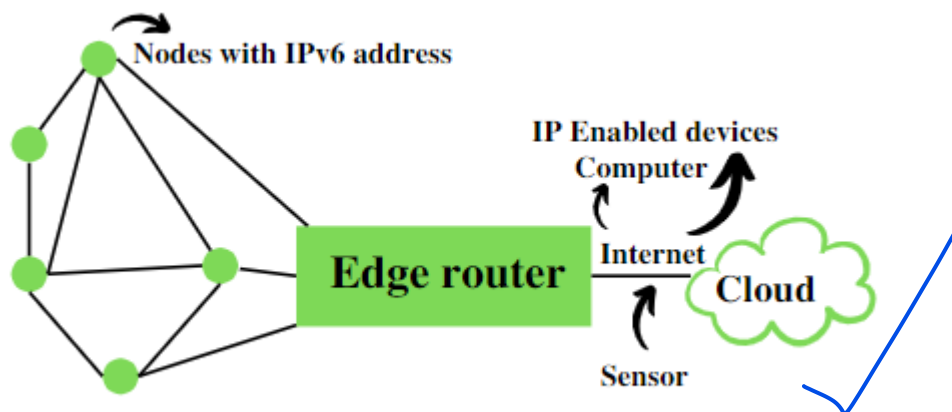 Nodes with IPv6 address
IP Enabled devices
Computer
Internet
Edge router
Cloud
Sensor